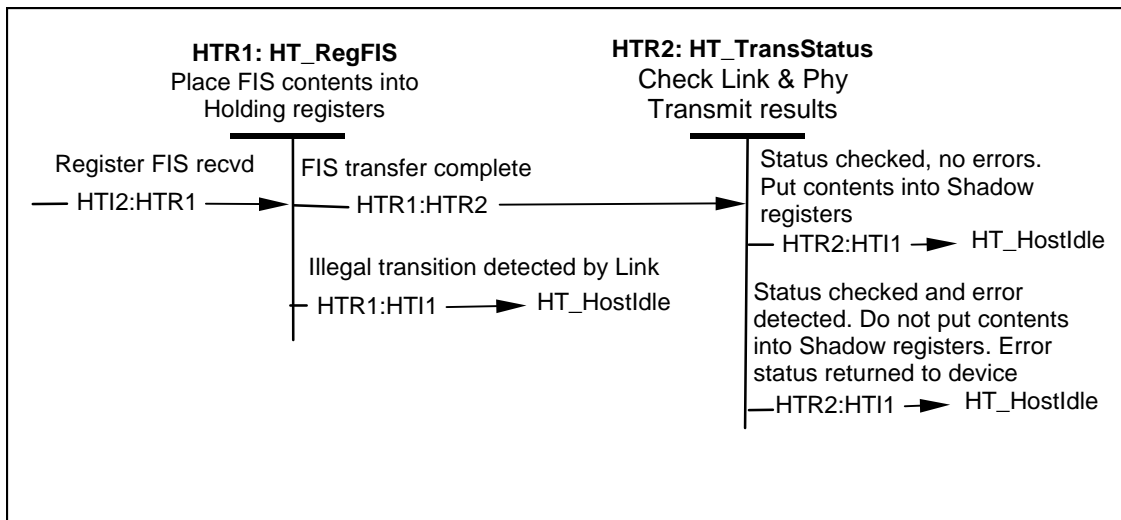 HTR1: HT_RegFIS
Place FIS contents into
Holding registers
HTR2: HT_TransStatus
Check Link & Phy
Transmit results
Register FIS recvd
HTI2:HTR1
FIS transfer complete
HTR1:HTR2
Illegal transition detected by Link
HTR1:HTI1
HT_HostIdle
Status checked, no errors.
Put contents into Shadow
registers
HTR2:HTI1
HT_HostIdle
Status checked and error
detected. Do not put contents
into Shadow registers. Error
status returned to device
HTR2:HTI1
HT_HostIdle